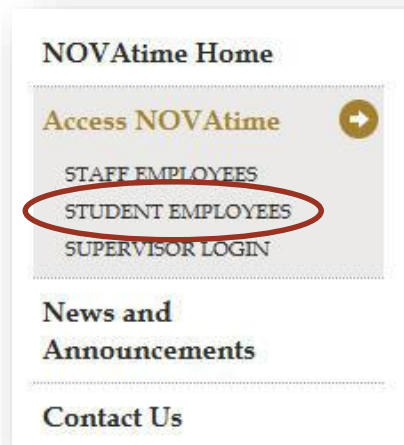 NOVAtime Home
Access NOVAtime
STAFF EMPLOYEES
STUDENT EMPLOYEES
SUPERVISOR LOGIN
News and
Announcements
Contact Us